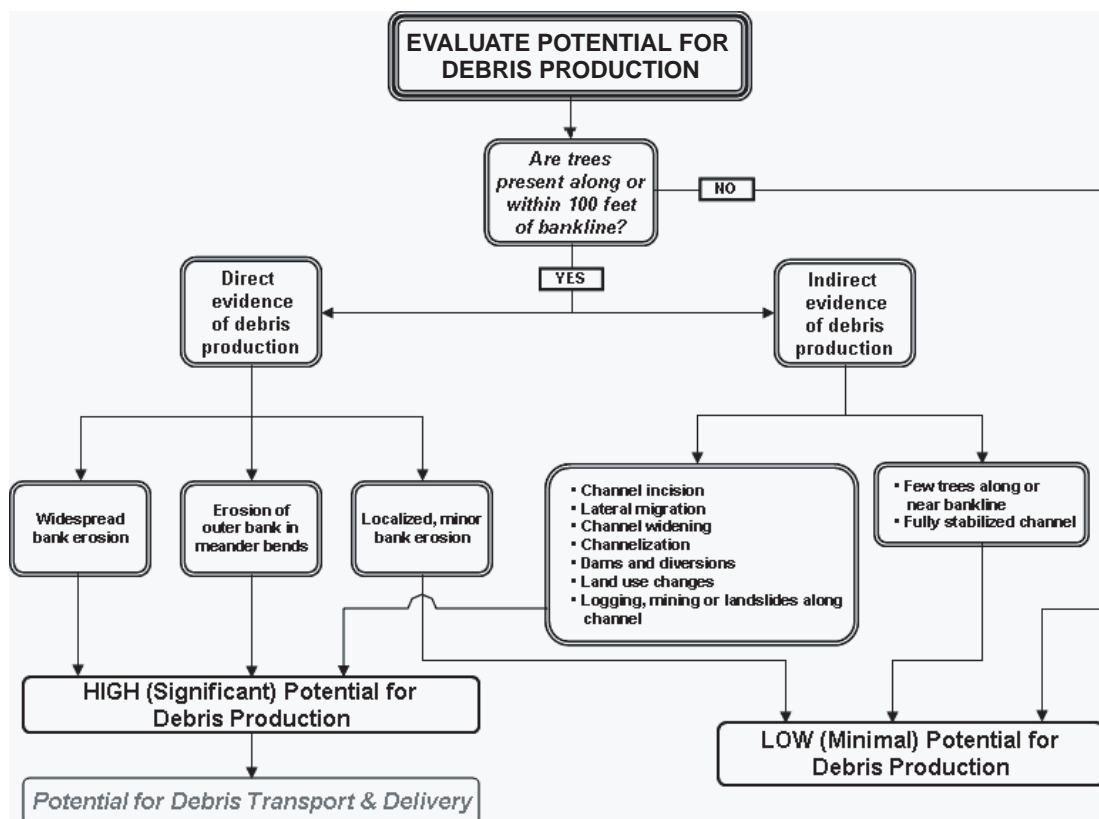 EVALUATE POTENTIAL FOR
DEBRIS PRODUCTION
Are trees
present along or
within 100 feet
of bankline?
NO
YES
Direct
evidence
of debris
production
Indirect
evidence
of debris
production
Widespread
bank erosion
Erosion of
outer bank in
meander bends
Localized, minor
bank erosion
▪ Channel incision
▪ Lateral migration
▪ Channel widening
▪ Channelization
▪ Dams and diversions
▪ Land use changes
▪ Logging, mining or landslides along
channel
▪ Few trees along or
near bankline
▪ Fully stabilized channel
HIGH (Significant) Potential for
Debris Production
LOW (Minimal) Potential for
Debris Production
Potential for Debris Transport & Delivery